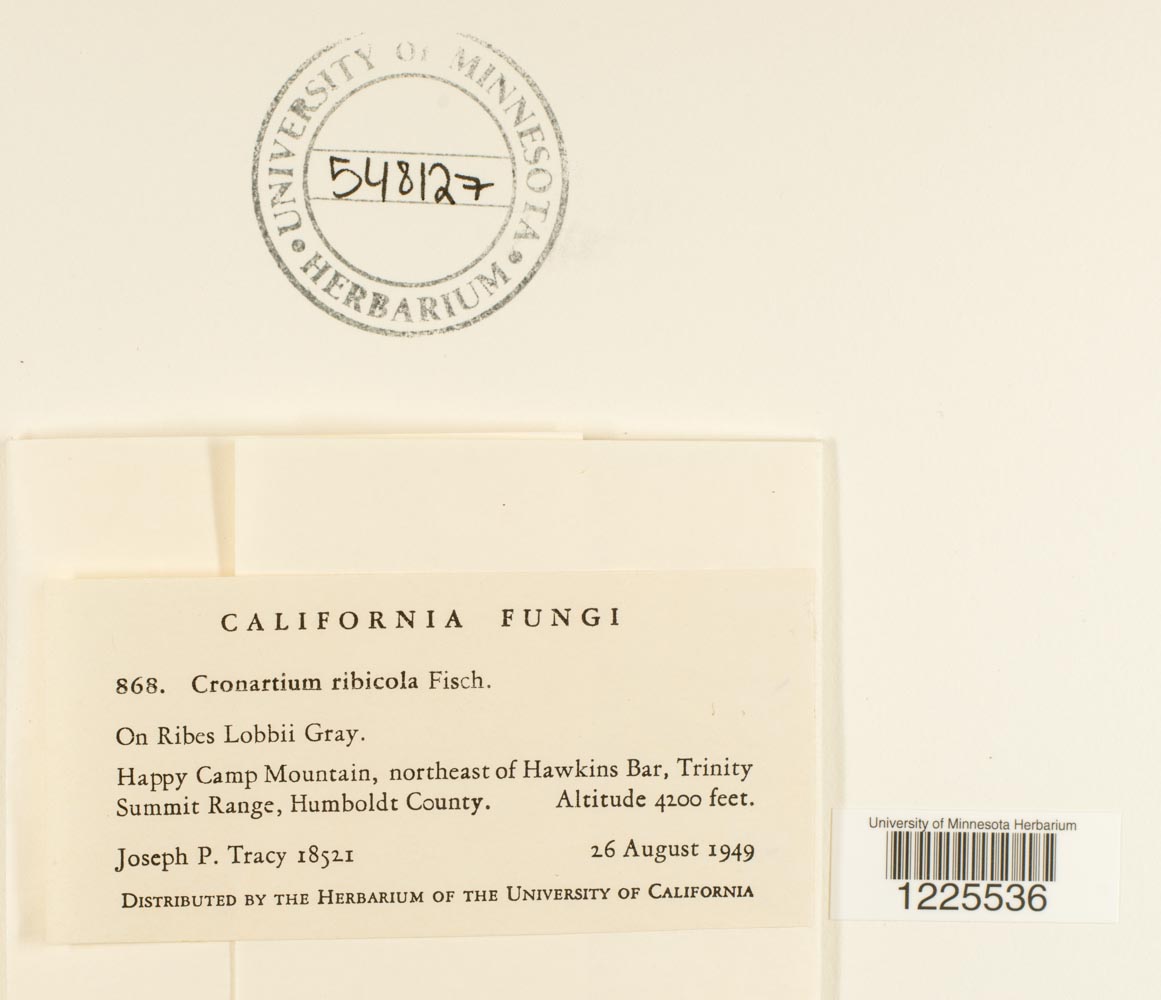 UNIVERSITY OF MINNESOTA
548127
• HERBARIUM •
CALIFORNIA FUNGI
868. Cronartium ribicola Fisch.
On Ribes Lobbii Gray.
Happy Camp Mountain, northeast of Hawkins Bar, Trinity
Summit Range, Humboldt County. Altitude 4200 feet.
Joseph P. Tracy 18521 26 August 1949
DISTRIBUTED BY THE HERBARIUM OF THE UNIVERSITY OF CALIFORNIA
University of Minnesota Herbarium
1225536